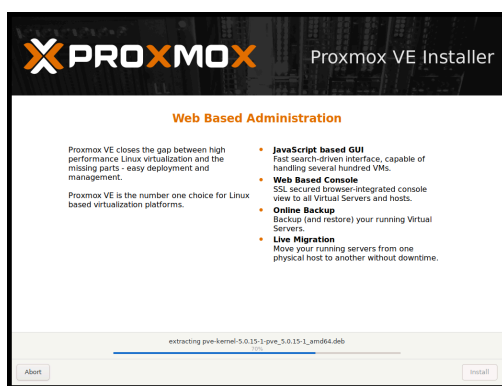 PROXMOX
Proxmox VE Installer
Web Based Administration
Proxmox VE closes the gap between high
performance Linux virtualization and the
missing parts - easy deployment and
management.
Proxmox VE is the number one choice for Linux
based virtualization platforms.
JavaScript based GUI
Fast search-driven interface, capable of
handling several hundred VMs.
Web Based Console
SSL secured browser-integrated console
view to all Virtual Servers and hosts.
Online Backup
Backup (and restore) your running Virtual
Servers.
Live Migration
Move your running servers from one
physical host to another without downtime.
extracting pve-kernel-5.0.15-1-pve_5.0.15-1_amd64.deb
70%
Abort
Install